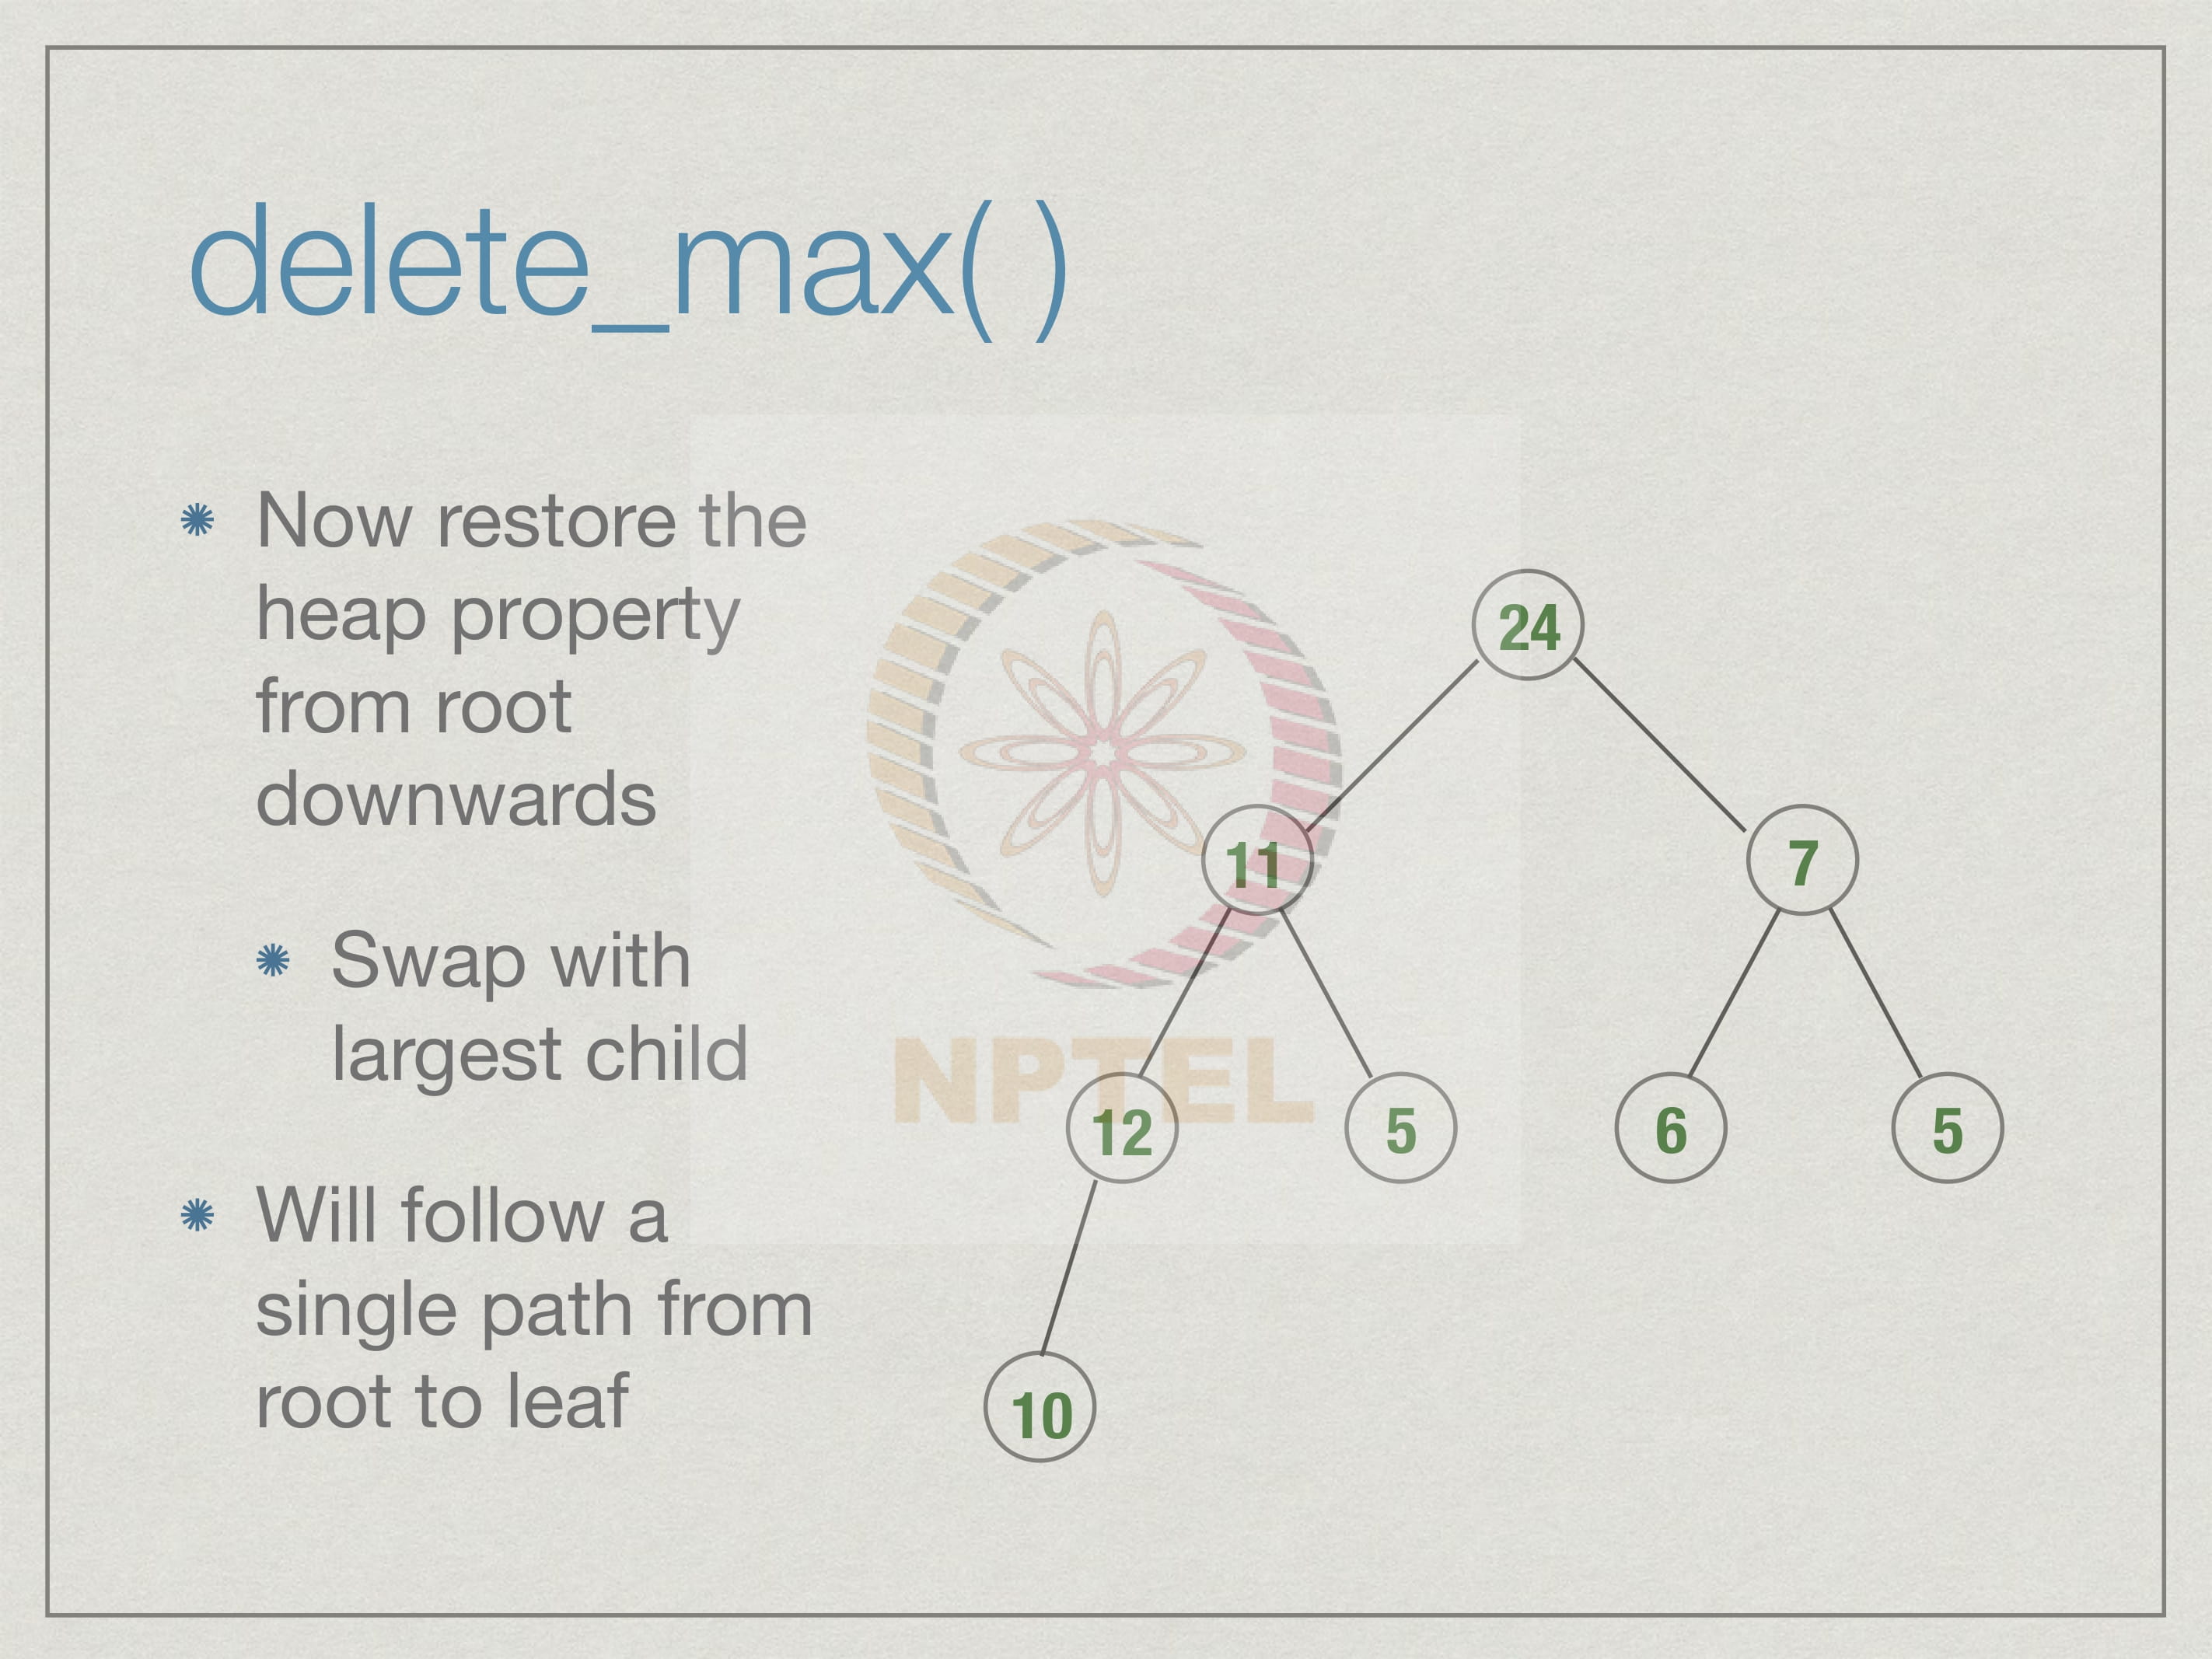 delete_max( )
Now restore the
heap property
from root
downwards
Swap with
largest child
Will follow a
single path from
root to leaf
24
11
7
12
5
6
5
10
NPTEL